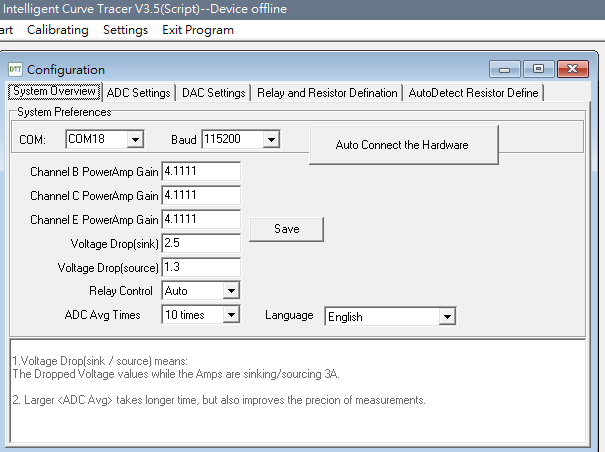 Intelligent Curve Tracer V3.5(Script)--Device offline
art Calibrating Settings Exit Program
DTT Configuration
System Overview ADC Settings DAC Settings Relay and Resistor Defination AutoDetect Resistor Define
System Preferences
COM: COM18 Baud 115200 Auto Connect the Hardware
Channel B PowerAmp Gain 4.1111
Channel C PowerAmp Gain 4.1111
Channel E PowerAmp Gain 4.1111
Save
Voltage Drop(sink) 2.5
Voltage Drop(source) 1.3
Relay Control Auto
ADC Avg Times 10 times Language English
1.Voltage Drop(sink / source) means:
The Dropped Voltage values while the Amps are sinking/sourcing 3A.
2. Larger <ADC Avg> takes longer time, but also improves the precion of measurements.